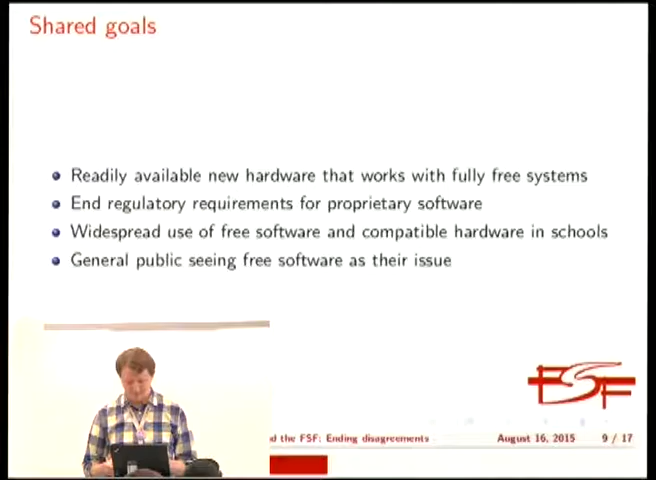 Shared goals
Readily available new hardware that works with fully free systems
End regulatory requirements for proprietary software
Widespread use of free software and compatible hardware in schools
General public seeing free software as their issue
FSF
d the FSF: Ending disagreements August 16, 2015 9 / 17